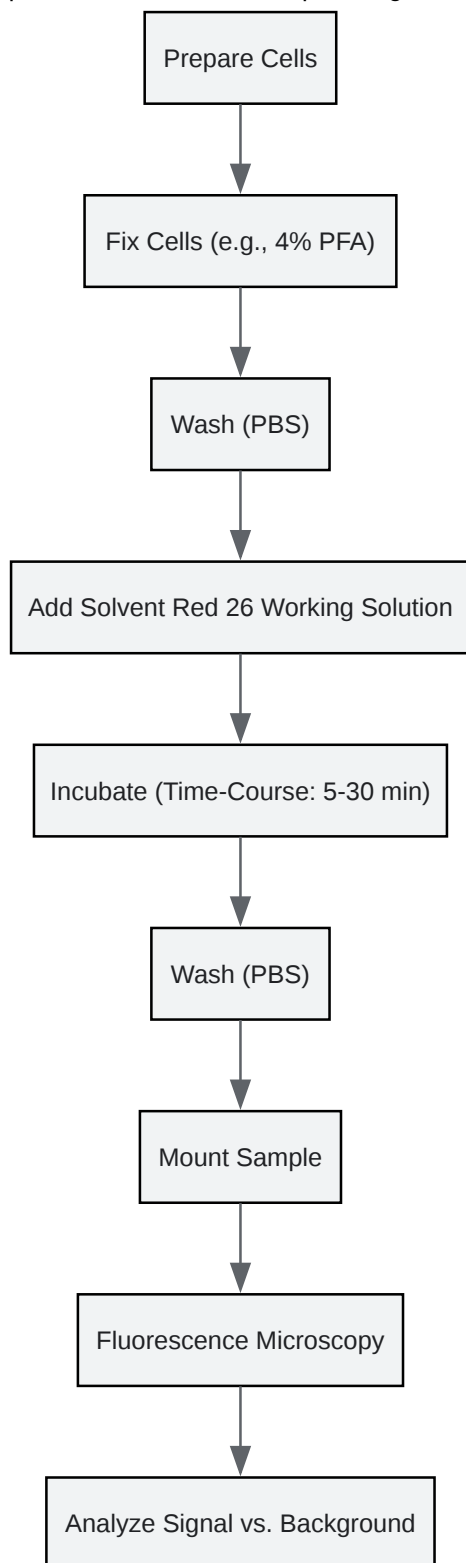 Prepare Cells
Fix Cells (e.g., 4% PFA)
Wash (PBS)
Add Solvent Red 26 Working Solution
Incubate (Time-Course: 5-30 min)
Wash (PBS)
Mount Sample
Fluorescence Microscopy
Analyze Signal vs. Background